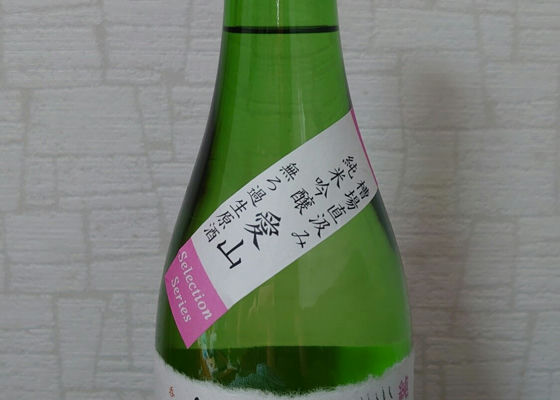 槽場直汲み
純米吟醸 愛山
無ろ過生原酒
Selection
Series
純